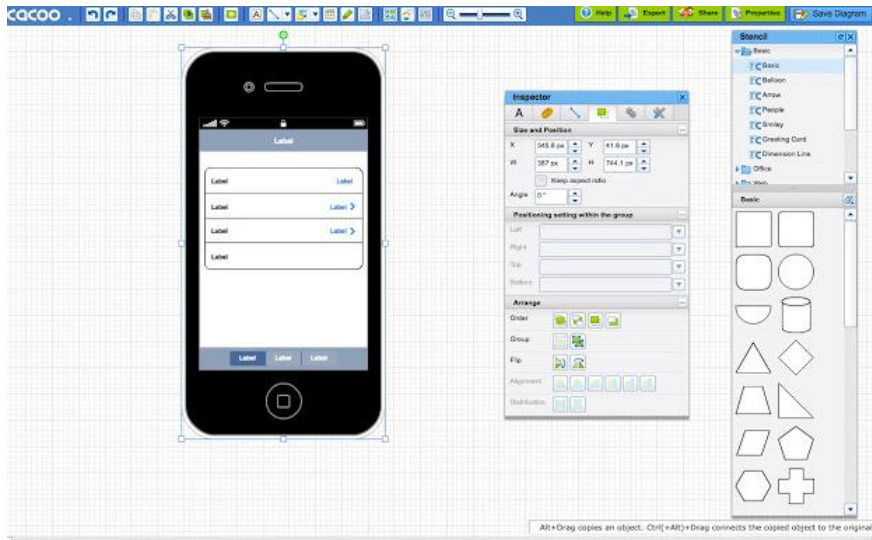 cacoo
A
Help
Export
Share
Properties
Save Diagram
Label
Label Label
Label Label
Label Label
Label
Label Label Label
Inspector
A
Size and Position
X 345.8 px Y 41.8 px
W 387 px H 744.1 px
Keep aspect ratio
Angle 0°
Positioning setting within the group
Left
Right
Top
Bottom
Arrange
Order
Group
Flip
Alignment
Distribution
Stencil
Basic
Basic
Balloon
Arrow
People
Smiley
Greeting Card
Dimension Line
Office
Web
Basic
Alt+Drag copies an object. Ctrl(+Alt)+Drag connects the copied object to the original